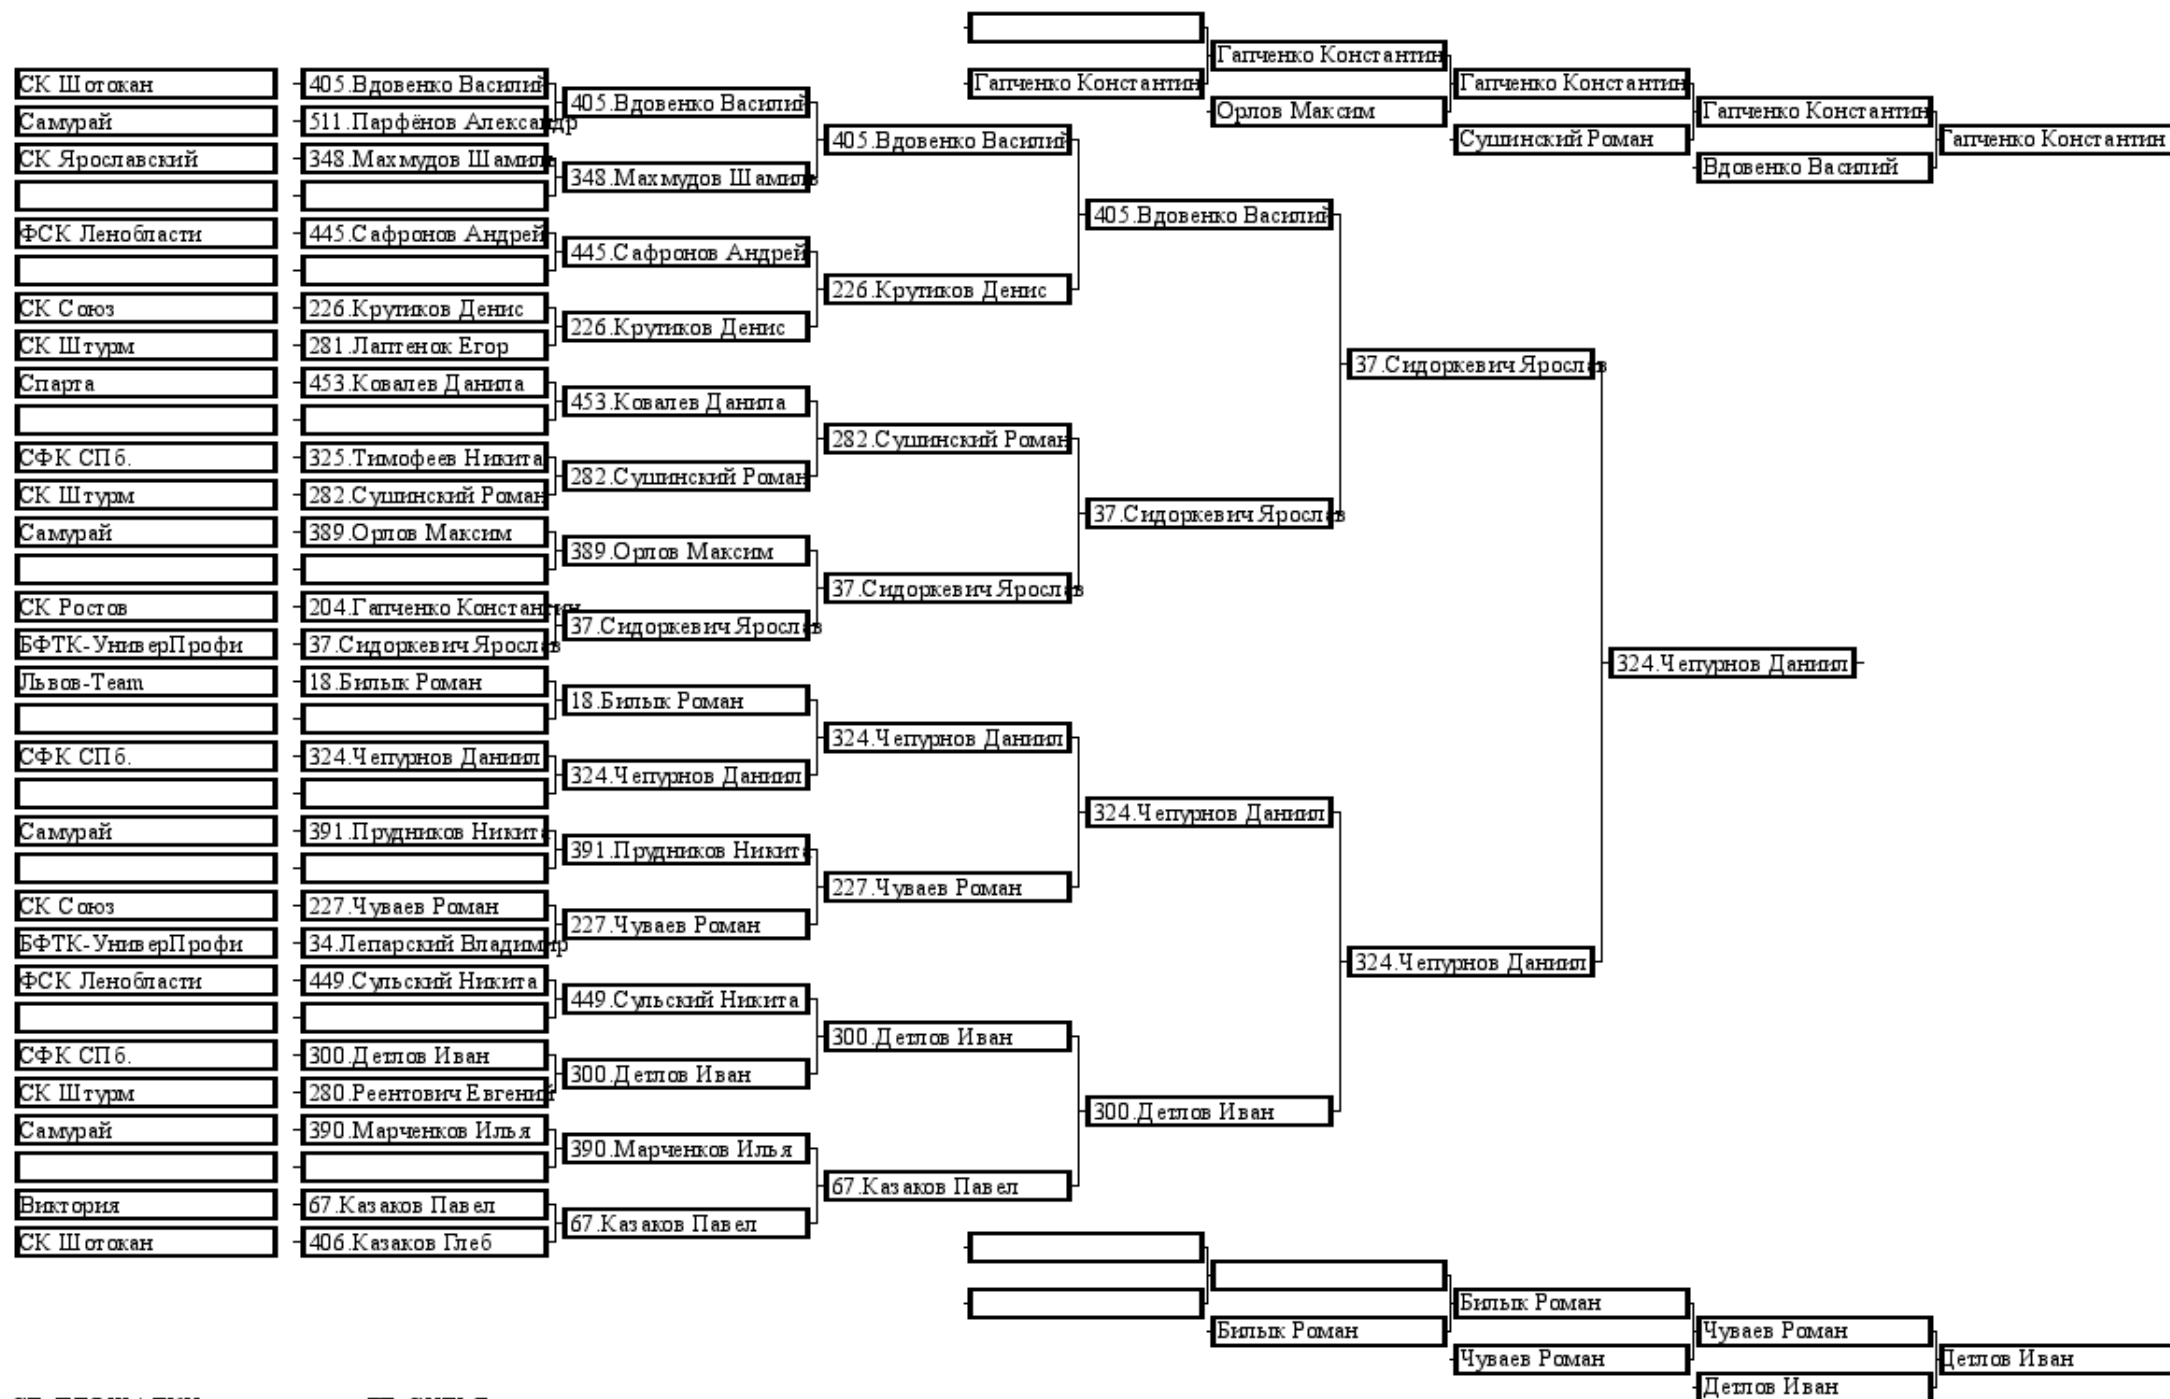 Гапченко Константин
СК Шотокан 405.Вдовенко Василий Гапченко Константин Гапченко Константин
405.Вдовенко Василий Орлов Максим Гапченко Константин
Самурай 511.Парфёнов Александр
405.Вдовенко Василий Сушинский Роман Гапченко Константин
СК Ярославский 348.Махмудов Шамиль
348.Махмудов Шамиль Вдовенко Василий
405.Вдовенко Василий
ФСК Ленобласти 445.Сафронов Андрей
445.Сафронов Андрей
226.Крутиков Денис
СК Союз 226.Крутиков Денис
226.Крутиков Денис
СК Штурм 281.Лаптенок Егор
37.Сидоркевич Ярослав
Спарта 453.Ковалев Данила
453.Ковалев Данила
282.Сушинский Роман
СФК СПб. 325.Тимофеев Никита
282.Сушинский Роман
СК Штурм 282.Сушинский Роман
37.Сидоркевич Ярослав
Самурай 389.Орлов Максим
389.Орлов Максим
37.Сидоркевич Ярослав
СК Ростов 204.Гапченко Константин
37.Сидоркевич Ярослав
БФТК-УниверПрофи 37.Сидоркевич Ярослав
324.Чепурнов Даниил
Львов-Team 18.Билык Роман
18.Билык Роман
324.Чепурнов Даниил
СФК СПб. 324.Чепурнов Даниил
324.Чепурнов Даниил
324.Чепурнов Даниил
Самурай 391.Прудников Никита
391.Прудников Никита
227.Чуваев Роман
СК Союз 227.Чуваев Роман
227.Чуваев Роман
БФТК-УниверПрофи 34.Лепарский Владимир
324.Чепурнов Даниил
ФСК Ленобласти 449.Сульский Никита
449.Сульский Никита
300.Детлов Иван
СФК СПб. 300.Детлов Иван
300.Детлов Иван
СК Штурм 280.Реентович Евгений
300.Детлов Иван
Самурай 390.Марченков Илья
390.Марченков Илья
67.Казаков Павел
Виктория 67.Казаков Павел
67.Казаков Павел
СК Шотокан 406.Казаков Глеб
Билык Роман
Билык Роман Чуваев Роман
Чуваев Роман Детлов Иван
Детлов Иван